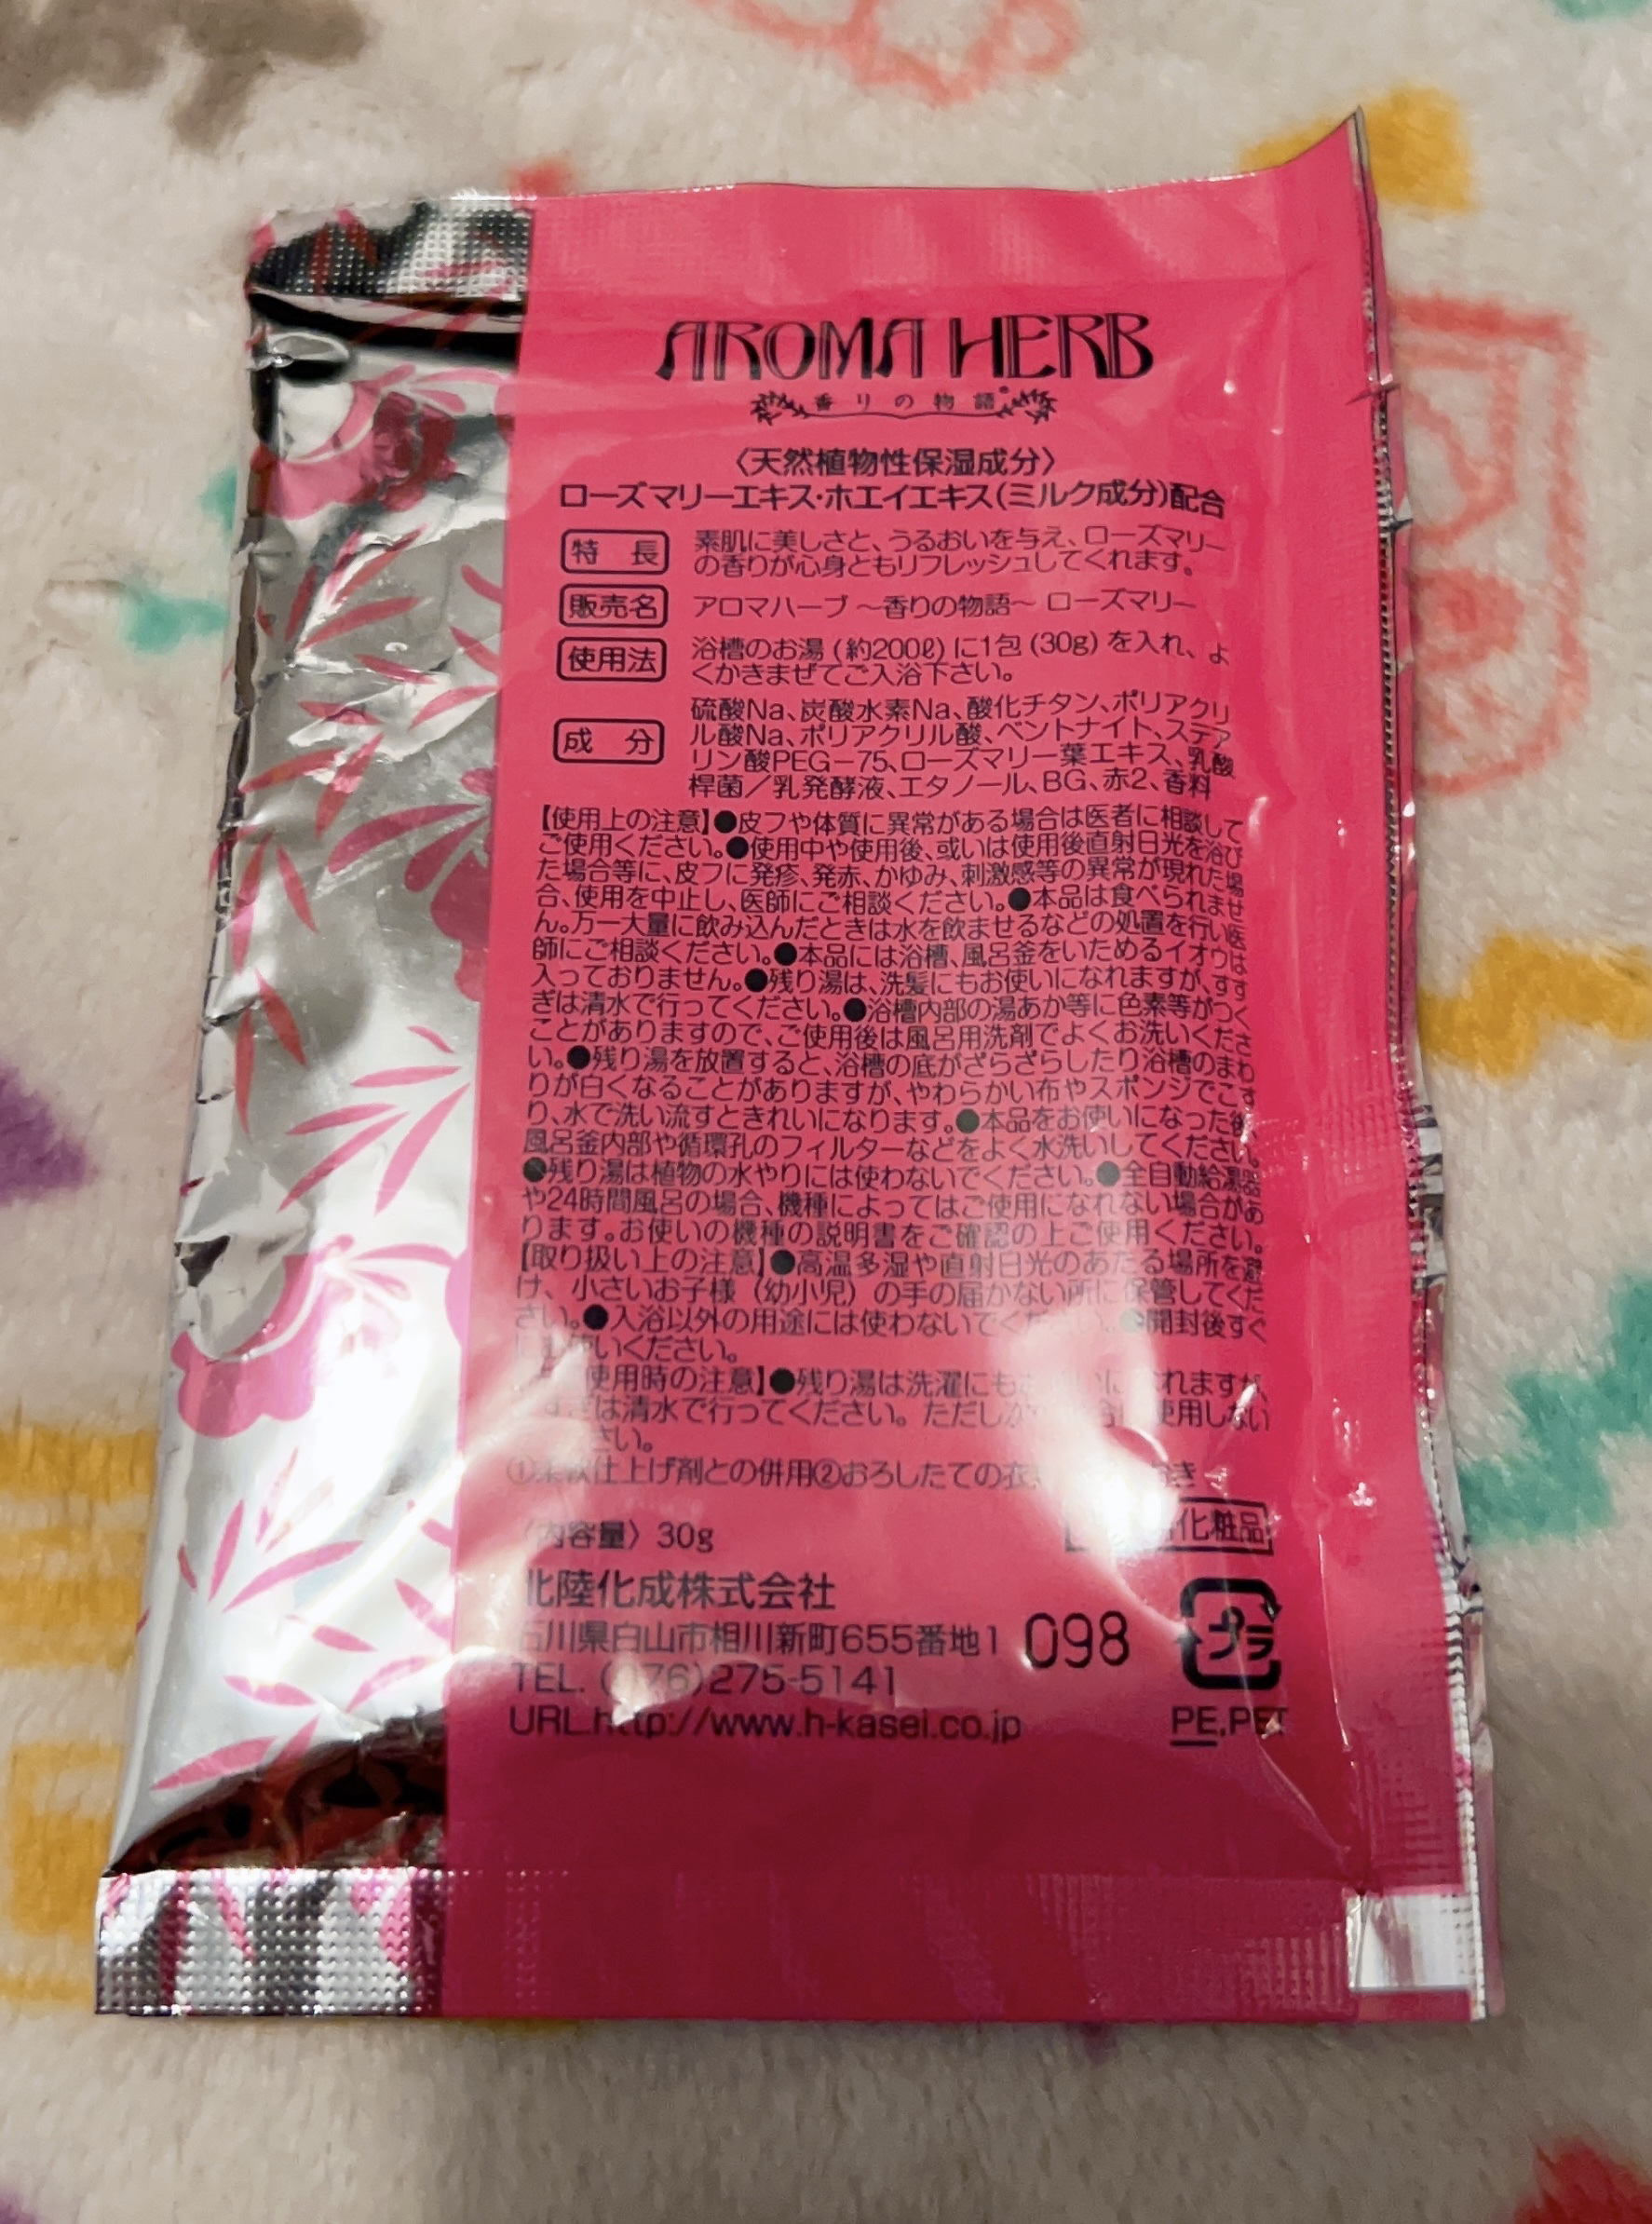 AROMA HERB
香りの物語®
〈天然植物性保湿成分〉
ローズマリーエキス・ホエイエキス(ミルク成分)配合
特 長 素肌に美しさと、うるおいを与え、ローズマリー
の香りが心身ともリフレッシュしてくれます。
販売名 アロマハーブ ～香りの物語～ ローズマリー
使用法 浴槽のお湯 (約200ℓ) に1包 (30g) を入れ、よ
くかきまぜてご入浴下さい。
成 分 硫酸Na、炭酸水素Na、酸化チタン、ポリアクリ
ル酸Na、ポリアクリル酸、ベントナイト、ステア
リン酸PEG-75、ローズマリー葉エキス、乳酸
桿菌／乳発酵液、エタノール、BG、赤2、香料
【使用上の注意】●皮フや体質に異常がある場合は医者に相談して
ご使用ください。●使用中や使用後、或いは使用後直射日光を浴び
た場合等に、皮フに発疹、発赤、かゆみ、刺激感等の異常が現れた場
合、使用を中止し、医師にご相談ください。●本品は食べられませ
ん。万一大量に飲み込んだときは水を飲ませるなどの処置を行い医
師にご相談ください。●本品には浴槽、風呂釜をいためるイオウは
入っておりません。●残り湯は、洗髪にもお使いになれますが、すす
ぎは清水で行ってください。●浴槽内部の湯あか等に色素等がつく
ことがありますので、ご使用後は風呂用洗剤でよくお洗いくださ
い。●残り湯を放置すると、浴槽の底がざらざらしたり浴槽のまわ
りが白くなることがありますが、やわらかい布やスポンジでこす
り、水で洗い流すときれいになります。●本品をお使いになった後、
風呂釜内部や循環孔のフィルターなどをよく水洗いしてください。
●残り湯は植物の水やりには使わないでください。●全自動給湯器
や24時間風呂の場合、機種によってはご使用になれない場合があ
ります。お使いの機種の説明書をご確認の上ご使用ください。
【取り扱い上の注意】●高温多湿や直射日光のあたる場所を避
け、小さいお子様（幼小児）の手の届かない所に保管してくだ
さい。●入浴以外の用途には使わないでくだ ●開封後すぐ
使いください。
使用時の注意】●残り湯は洗濯にも れますが、
すすぎは清水で行ってください。ただし 使用しない
さい。
①柔軟仕上げ剤との併用②おろしたての衣 き
〈内容量〉30g
化粧品
北陸化成株式会社
石川県白山市相川新町655番地1 098
TEL. (076)275-5141
URL.http://www.h-kasei.co.jp
プラ
PE,PET